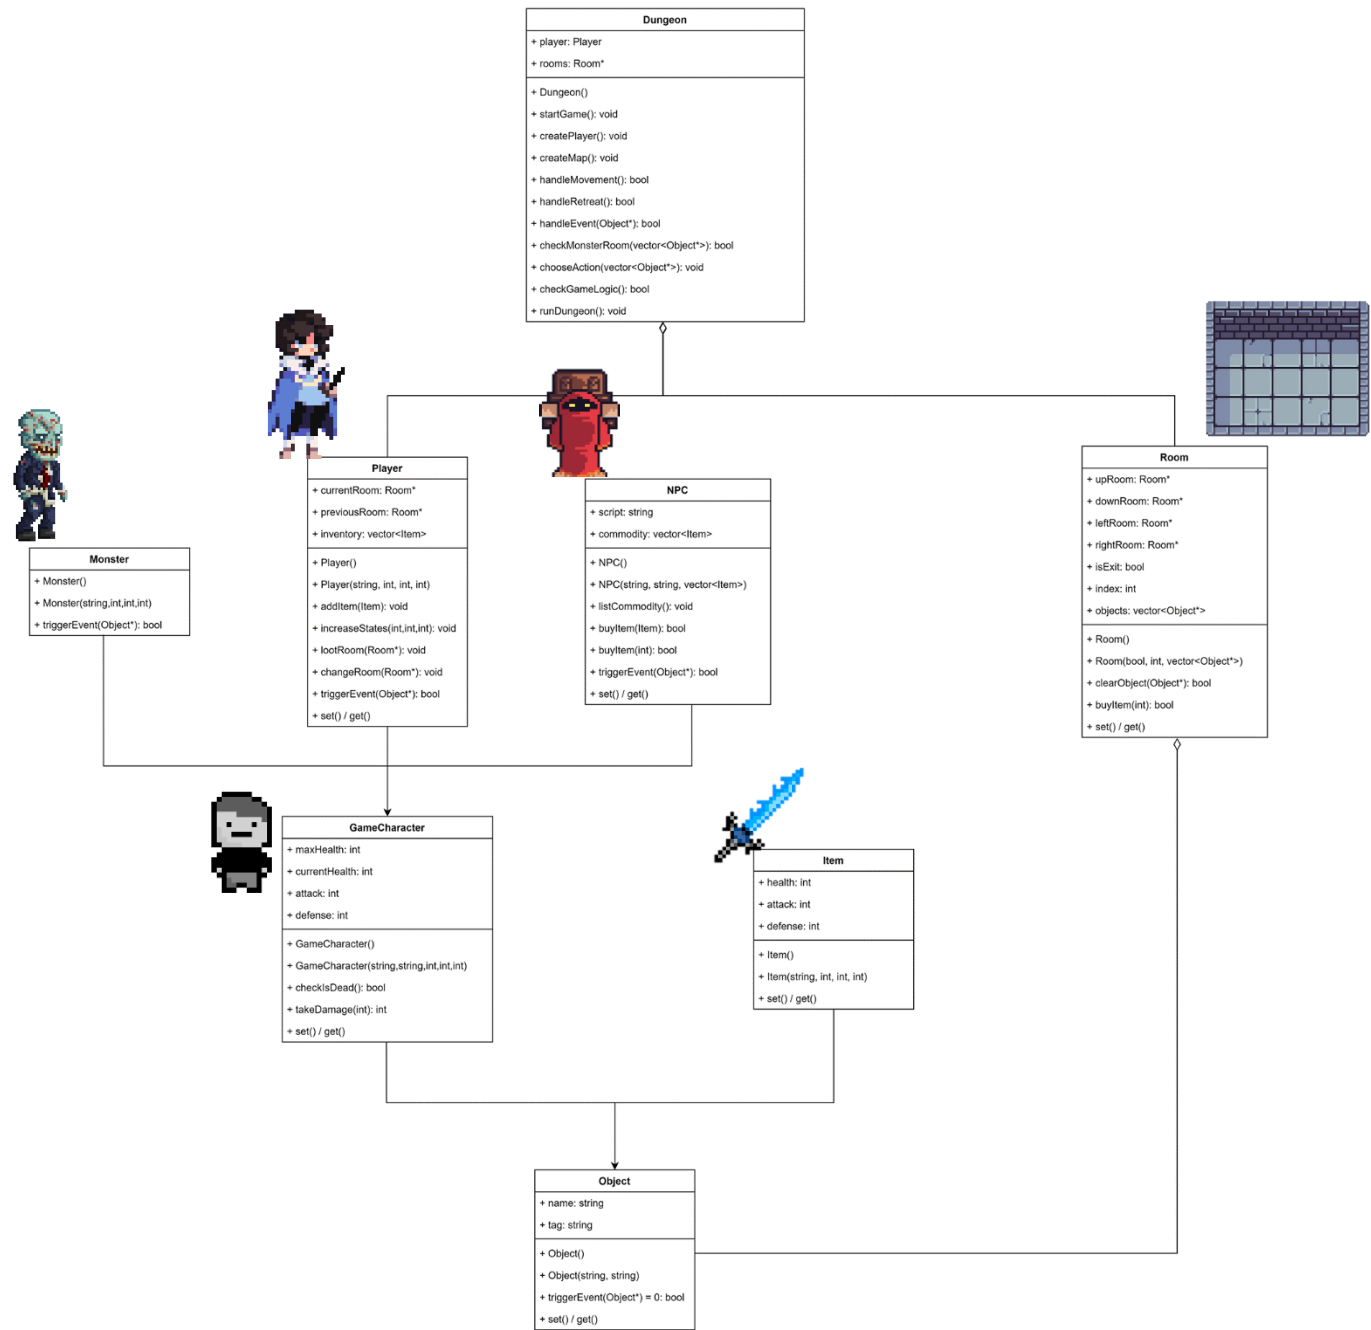 Dungeon
+ player: Player
+ rooms: Room*
+ Dungeon()
+ startGame(): void
+ createPlayer(): void
+ createMap(): void
+ handleMovement(): bool
+ handleRetreat(): bool
+ handleEvent(Object*): bool
+ checkMonsterRoom(vector<Object*>): bool
+ chooseAction(vector<Object*>): void
+ checkGameLogic(): bool
+ runDungeon(): void
Monster
+ Monster()
+ Monster(string,int,int,int)
+ triggerEvent(Object*): bool
Player
+ currentRoom: Room*
+ previousRoom: Room*
+ inventory: vector<Item>
+ Player()
+ Player(string, int, int, int)
+ addItem(Item): void
+ increaseStates(int,int,int): void
+ lootRoom(Room*): void
+ changeRoom(Room*): void
+ triggerEvent(Object*): bool
+ set() / get()
NPC
+ script: string
+ commodity: vector<Item>
+ NPC()
+ NPC(string, string, vector<Item>)
+ listCommodity(): void
+ buyItem(Item): bool
+ buyItem(int): bool
+ triggerEvent(Object*): bool
+ set() / get()
Room
+ upRoom: Room*
+ downRoom: Room*
+ leftRoom: Room*
+ rightRoom: Room*
+ isExit: bool
+ index: int
+ objects: vector<Object*>
+ Room()
+ Room(bool, int, vector<Object*>)
+ clearObject(Object*): bool
+ buyItem(int): bool
+ set() / get()
GameCharacter
+ maxHealth: int
+ currentHealth: int
+ attack: int
+ defense: int
+ GameCharacter()
+ GameCharacter(string,string,int,int,int)
+ checkIsDead(): bool
+ takeDamage(int): int
+ set() / get()
Item
+ health: int
+ attack: int
+ defense: int
+ Item()
+ Item(string, int, int, int)
+ set() / get()
Object
+ name: string
+ tag: string
+ Object()
+ Object(string, string)
+ triggerEvent(Object*) = 0: bool
+ set() / get()